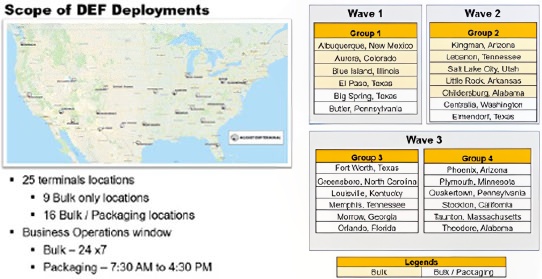 Scope of DEF Deployments
25 terminals locations
9 Bulk only locations
16 Bulk / Packaging locations
Business Operations window
Bulk – 24 x7
Packaging – 7:30 AM to 4:30 PM
Wave 1
Group 1
Albuquerque, New Mexico
Aurora, Colorado
Blue Island, Illinois
El Paso, Texas
Big Spring, Texas
Butler, Pennsylvania
Wave 2
Group 2
Kingman, Arizona
Lebanon, Tennessee
Salt Lake City, Utah
Little Rock, Arkansas
Childersburg, Alabama
Centralia, Washington
Elmendorf, Texas
Wave 3
Group 3
Fort Worth, Texas
Greensboro, North Carolina
Louisville, Kentucky
Memphis, Tennessee
Morrow, Georgia
Orlando, Florida
Group 4
Phoenix, Arizona
Plymouth, Minnesota
Quakertown, Pennsylvania
Stockton, California
Taunton, Massachusetts
Theodore, Alabama
Legends
Bulk
Bulk / Packaging